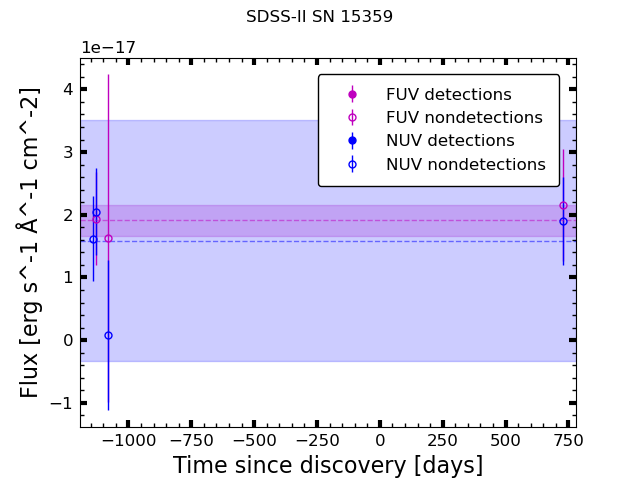 SDSS-II SN 15359
1e−17
FUV detections
FUV nondetections
NUV detections
NUV nondetections
4
3
2
1
0
−1
Flux [erg s^-1 Å^-1 cm^-2]
−1000 −750 −500 −250 0 250 500 750
Time since discovery [days]